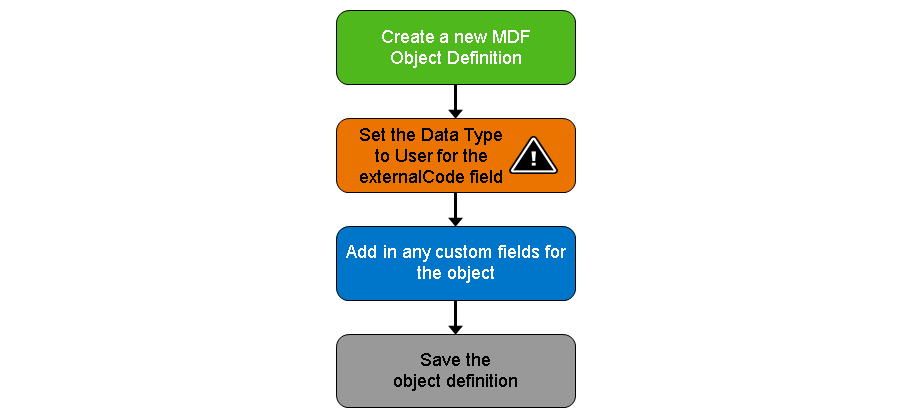 Create a new MDF
Object Definition
Set the Data Type
to User for the
externalCode field
!
Add in any custom fields for
the object
Save the
object definition